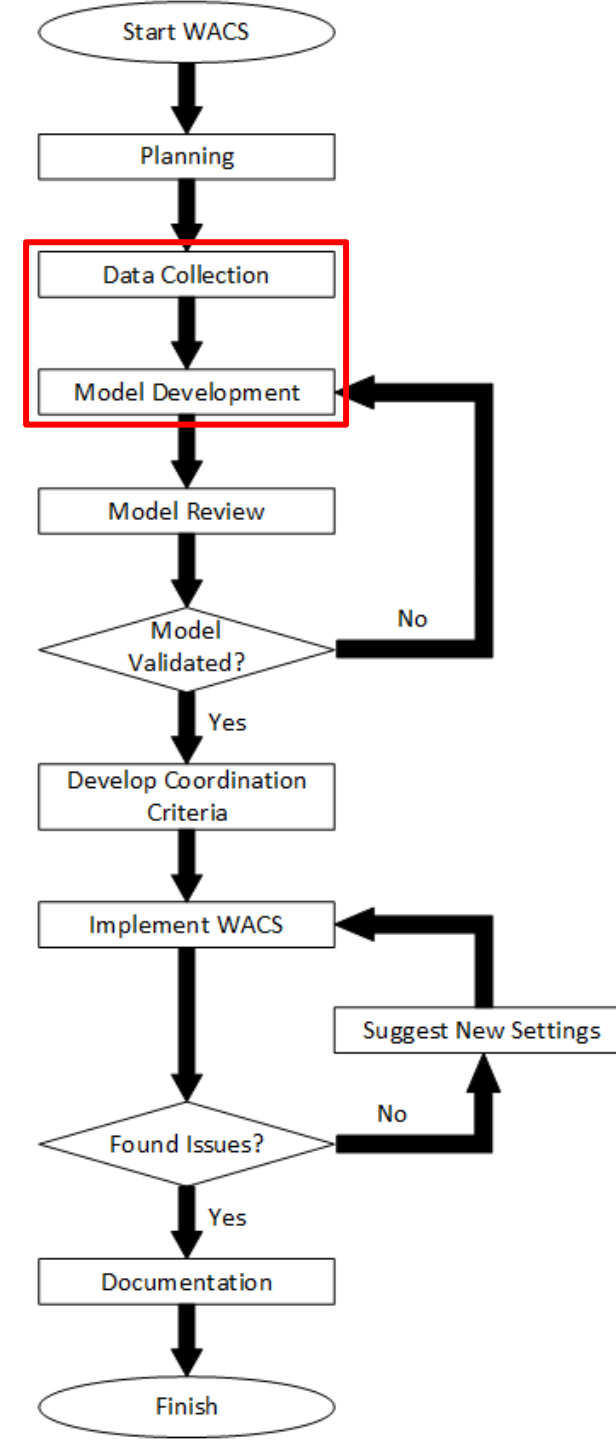 Start WACS
Planning
Data Collection
Model Development
Model Review
Model
Validated?
No
Yes
Develop Coordination
Criteria
Implement WACS
Suggest New Settings
Found Issues?
No
Yes
Documentation
Finish